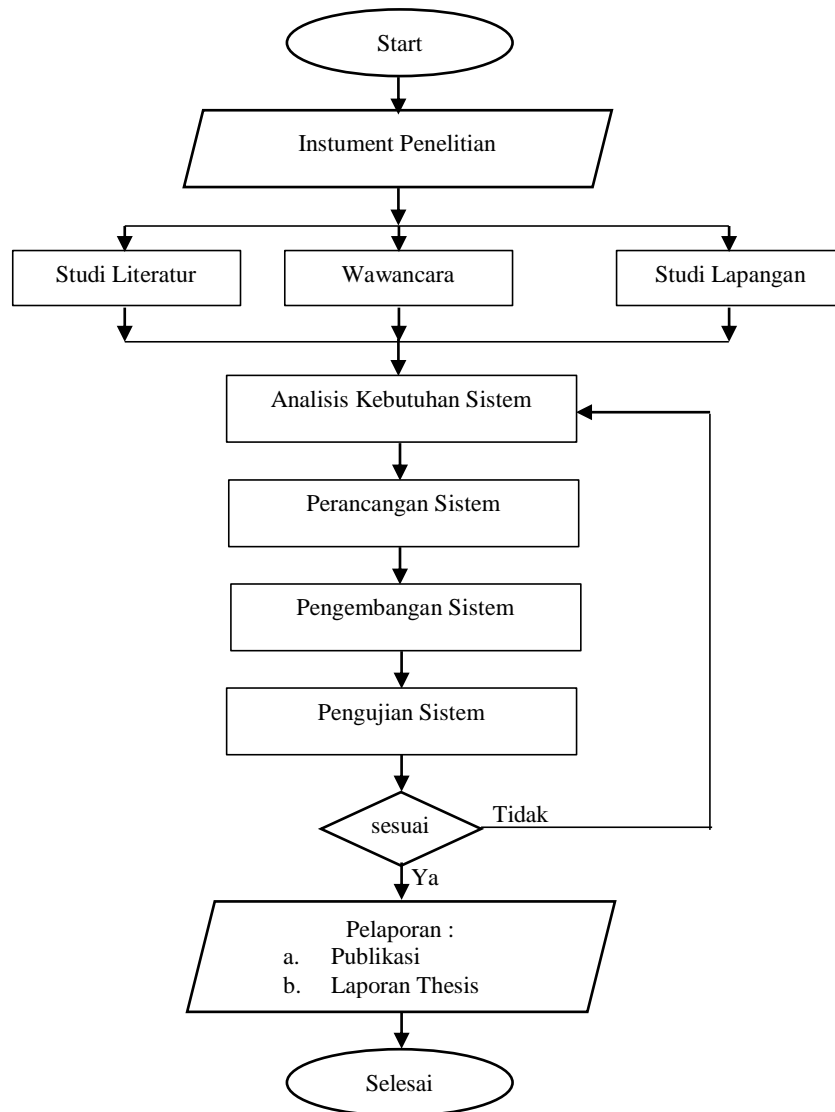 Start
Instument Penelitian
Studi Literatur
Wawancara
Studi Lapangan
Analisis Kebutuhan Sistem
Perancangan Sistem
Pengembangan Sistem
Pengujian Sistem
sesuai
Tidak
Ya
Pelaporan :
a. Publikasi
b. Laporan Thesis
Selesai